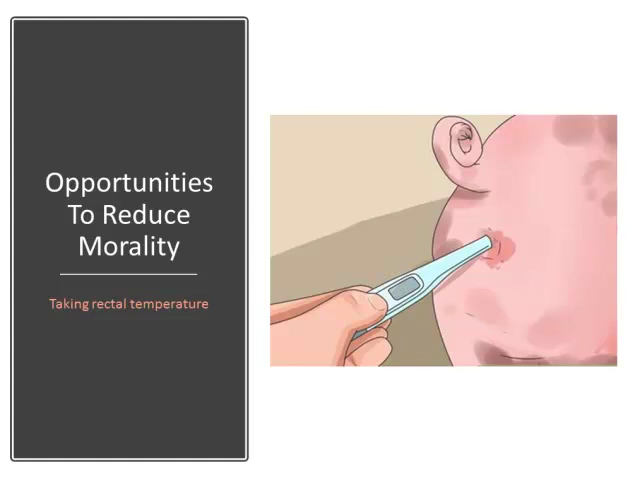 Opportunities
To Reduce
Morality
Taking rectal temperature